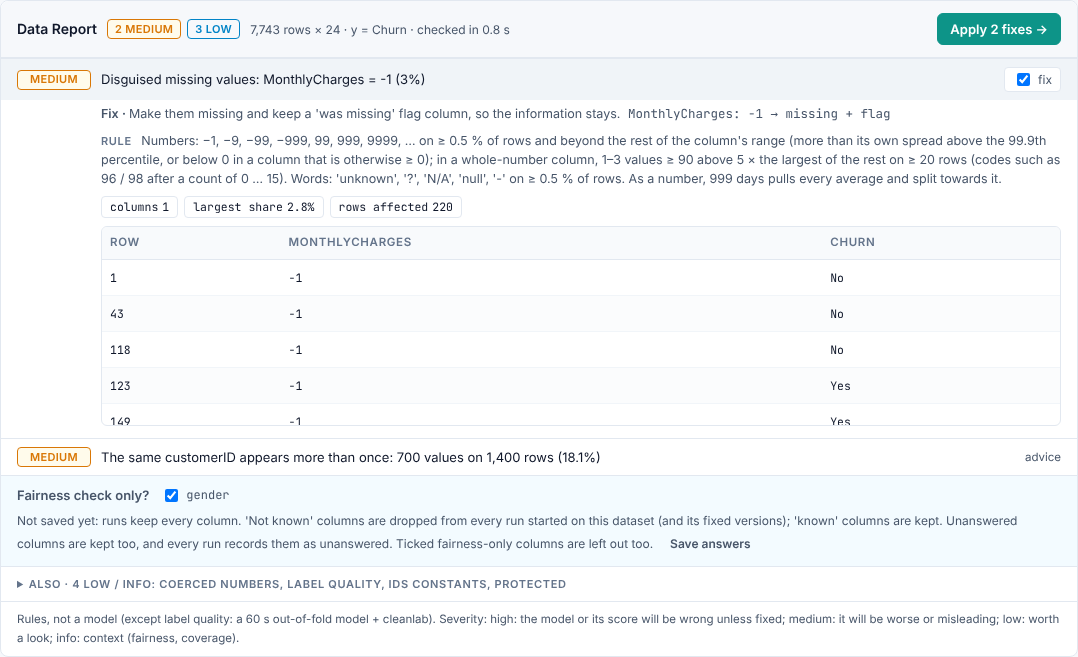 Data Report 2 MEDIUM 3 LOW 7,743 rows × 24 · y = Churn · checked in 0.8 s Apply 2 fixes →
MEDIUM Disguised missing values: MonthlyCharges = -1 (3%) fix
Fix · Make them missing and keep a 'was missing' flag column, so the information stays. MonthlyCharges: -1 → missing + flag
RULE Numbers: −1, −9, −99, −999, 99, 999, 9999, … on ≥ 0.5 % of rows and beyond the rest of the column's range (more than its own spread above the 99.9th
percentile, or below 0 in a column that is otherwise ≥ 0); in a whole-number column, 1–3 values ≥ 90 above 5 × the largest of the rest on ≥ 20 rows (codes such as
96 / 98 after a count of 0 … 15). Words: 'unknown', '?', 'N/A', 'null', '-' on ≥ 0.5 % of rows. As a number, 999 days pulls every average and split towards it.
columns 1 largest share 2.8% rows affected 220
ROW MONTHLYCHARGES CHURN
1 -1 No
43 -1 No
118 -1 No
123 -1 Yes
149 -1 Yes
MEDIUM The same customerID appears more than once: 700 values on 1,400 rows (18.1%) advice
Fairness check only? gender
Not saved yet: runs keep every column. 'Not known' columns are dropped from every run started on this dataset (and its fixed versions); 'known' columns are kept. Unanswered
columns are kept too, and every run records them as unanswered. Ticked fairness-only columns are left out too. Save answers
▸ ALSO · 4 LOW / INFO: COERCED NUMBERS, LABEL QUALITY, IDS CONSTANTS, PROTECTED
Rules, not a model (except label quality: a 60 s out-of-fold model + cleanlab). Severity: high: the model or its score will be wrong unless fixed; medium: it will be worse or misleading; low: worth
a look; info: context (fairness, coverage).